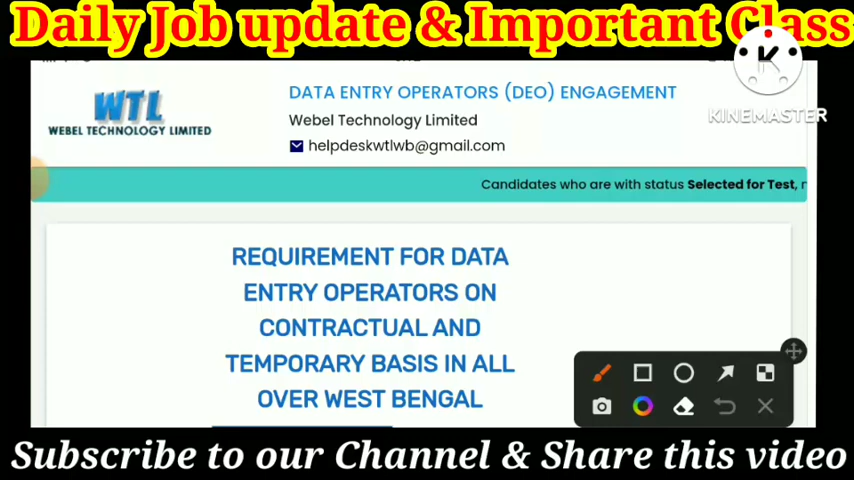 Daily Job update & Important Class
KINEMASTER
WTL
WEBEL TECHNOLOGY LIMITED
DATA ENTRY OPERATORS (DEO) ENGAGEMENT
Webel Technology Limited
helpdeskwtlwb@gmail.com
Candidates who are with status Selected for Test,
REQUIREMENT FOR DATA
ENTRY OPERATORS ON
CONTRACTUAL AND
TEMPORARY BASIS IN ALL
OVER WEST BENGAL
Subscribe to our Channel & Share this video